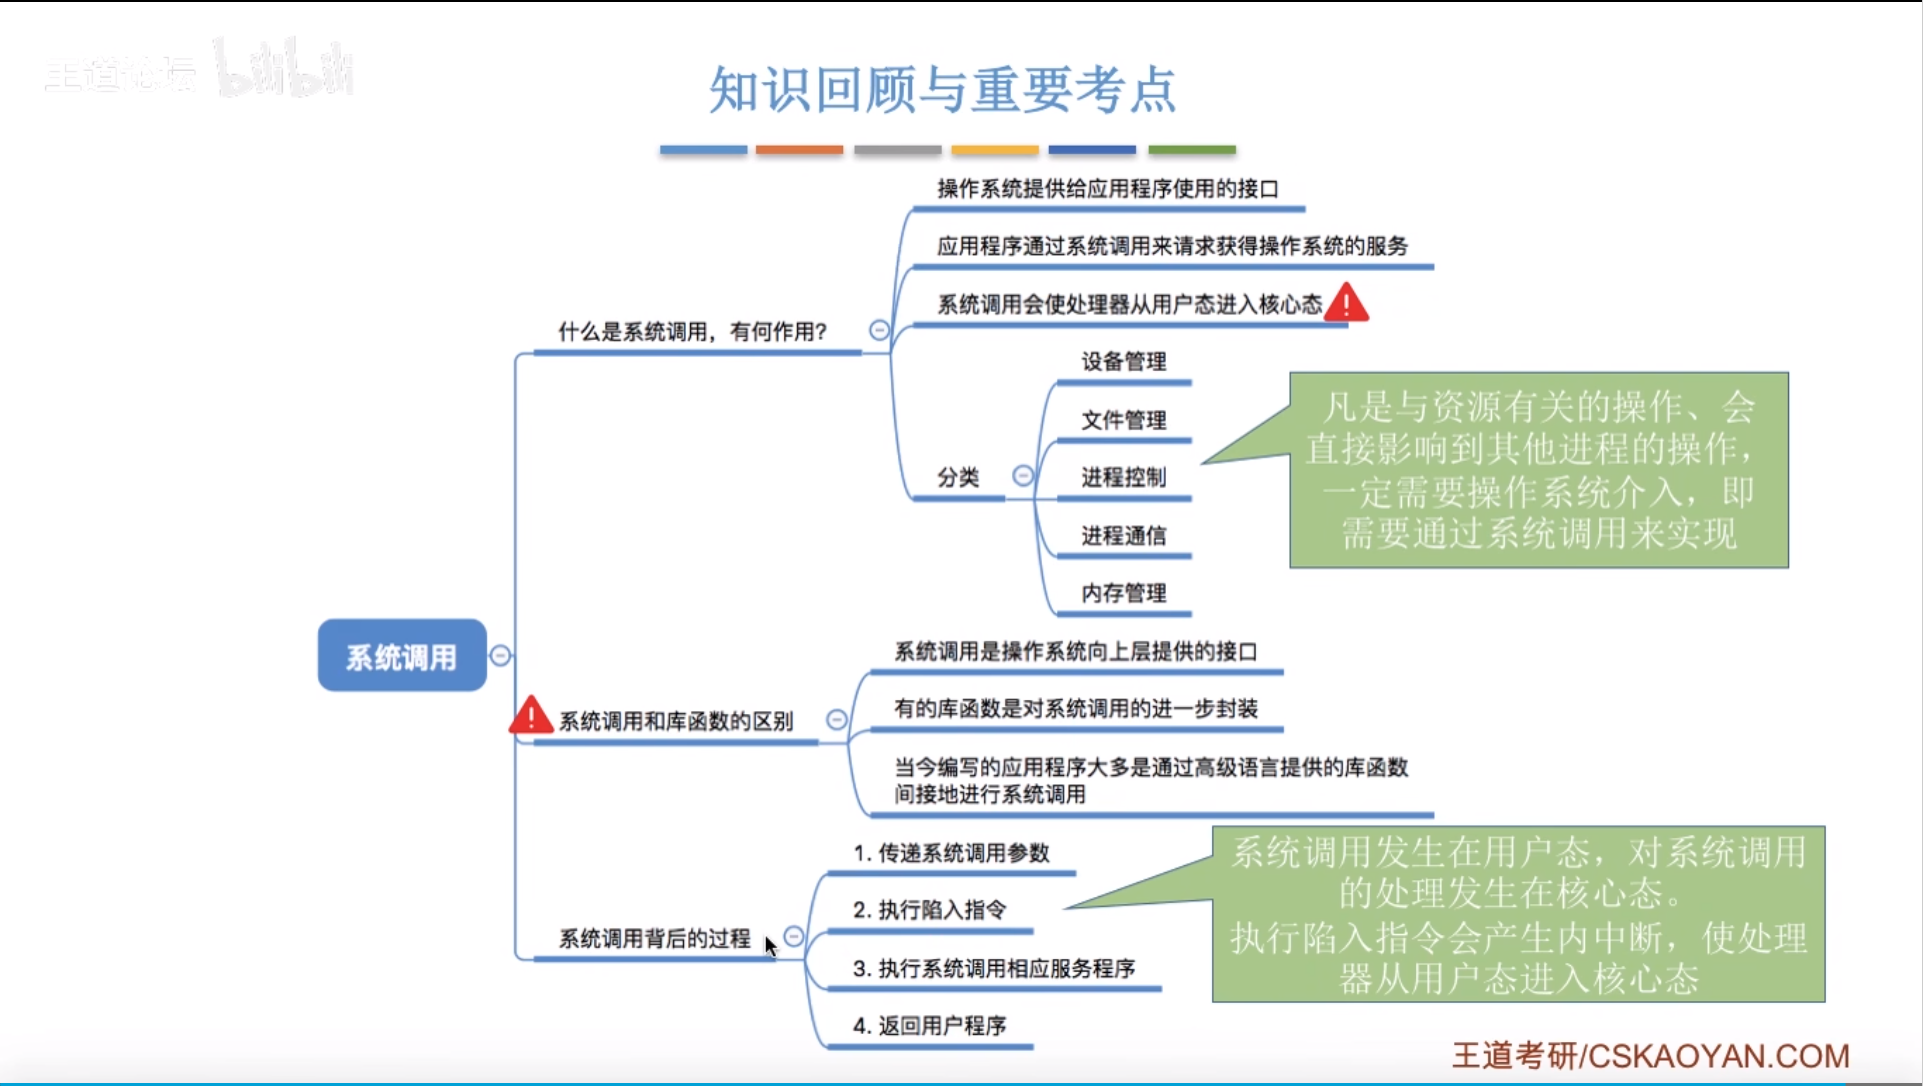 王道论坛 bilibili
知识回顾与重要考点
操作系统提供给应用程序使用的接口
应用程序通过系统调用来请求获得操作系统的服务
系统调用会使处理器从用户态进入核心态
什么是系统调用，有何作用？
设备管理
文件管理
分类
进程控制
进程通信
内存管理
凡是与资源有关的操作、会
直接影响到其他进程的操作，
一定需要操作系统介入，即
需要通过系统调用来实现
系统调用
系统调用是操作系统向上层提供的接口
有的库函数是对系统调用的进一步封装
系统调用和库函数的区别
当今编写的应用程序大多是通过高级语言提供的库函数
间接地进行系统调用
1. 传递系统调用参数
2. 执行陷入指令
系统调用背后的过程
3. 执行系统调用相应服务程序
4. 返回用户程序
系统调用发生在用户态，对系统调用
的处理发生在核心态。
执行陷入指令会产生内中断，使处理
器从用户态进入核心态
王道考研/CSKAOYAN.COM